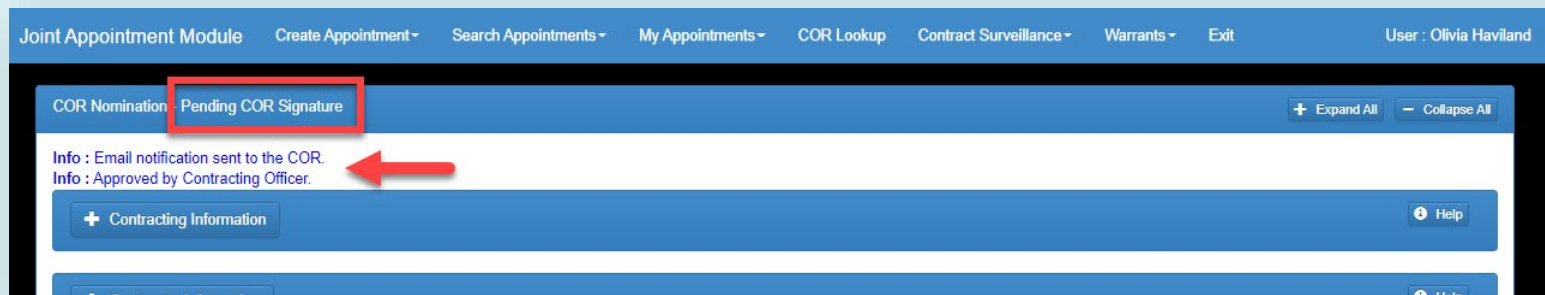 Joint Appointment Module Create Appointment Search Appointments My Appointments COR Lookup Contract Surveillance Warrants Exit User : Olivia Haviland
COR Nomination - Pending COR Signature + Expand All − Collapse All
Info : Email notification sent to the COR.
Info : Approved by Contracting Officer.
+ Contracting Information Help